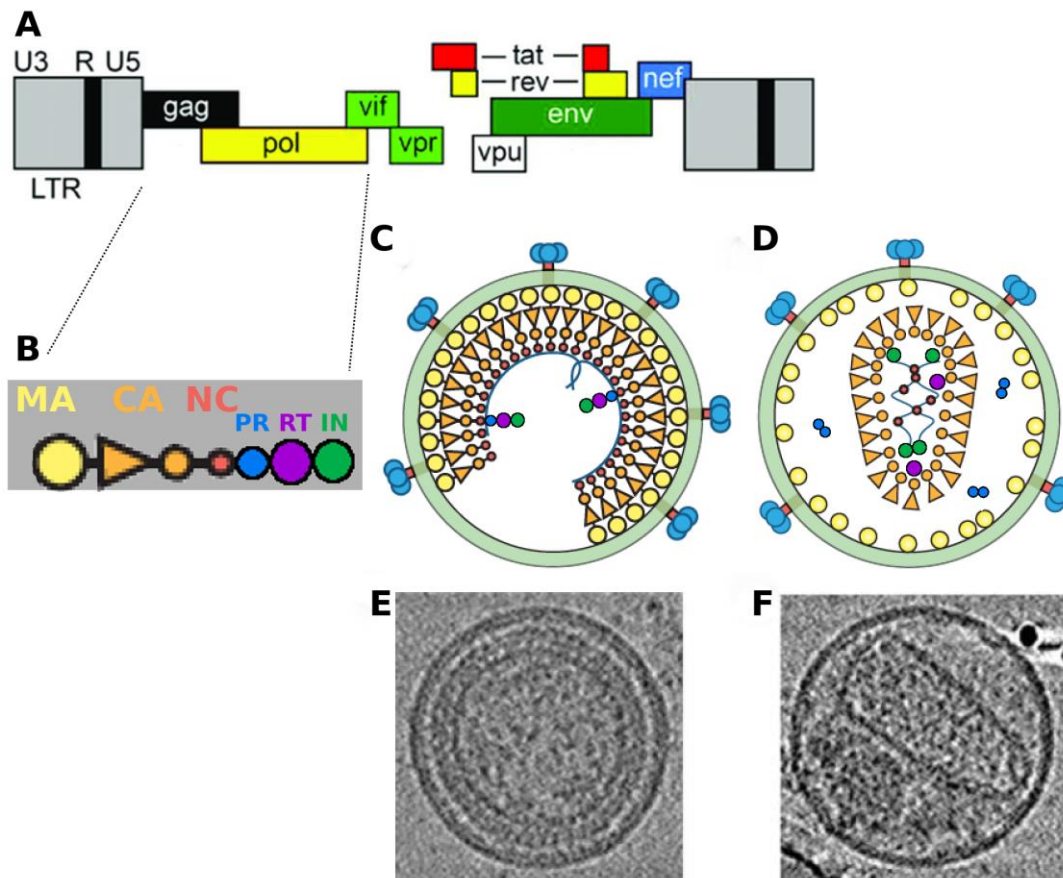 A
U3 R U5
tat
rev
nef
gag
vif
env
pol
vpr
vpu
LTR
C
D
B
MA CA NC
PR RT IN
E
F